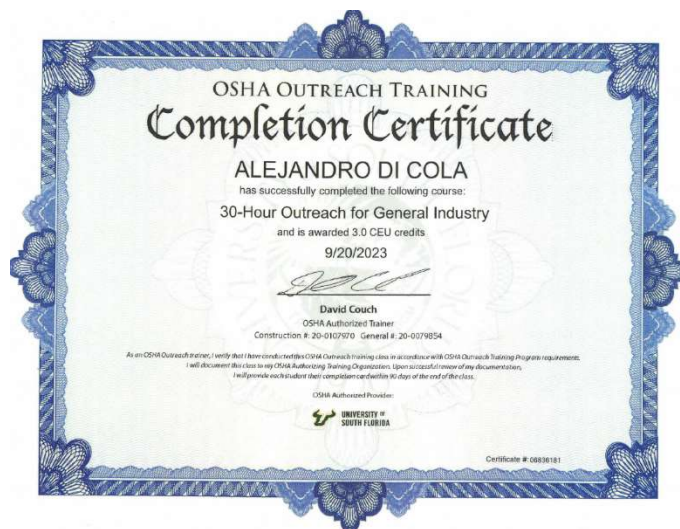 OSHA OUTREACH TRAINING
Completion Certificate
ALEJANDRO DI COLA
has successfully completed the following course:
30-Hour Outreach for General Industry
and is awarded 3.0 CEU credits
9/20/2023
David Couch
OSHA Authorized Trainer
Construction #: 20-0107970 General #: 20-0079854
As an OSHA Outreach trainer, I verify that I have conducted this OSHA Outreach training class in accordance with OSHA Outreach Training Program requirements.
I will document this class to my OSHA Authorizing Training Organization. Upon successful review of my documentation,
I will provide each student their completion card within 90 days of the end of the class.
OSHA Authorized Provider:
UNIVERSITY of
SOUTH FLORIDA
Certificate #: 06836181